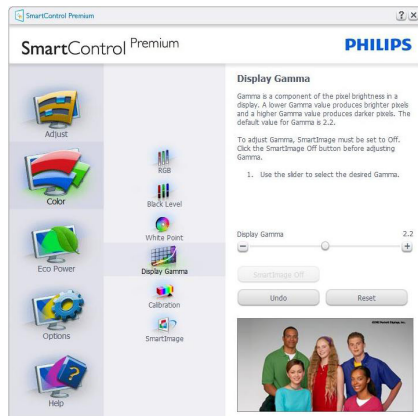 SmartControl Premium
? X
SmartControl Premium
PHILIPS
Adjust
Color
Eco Power
Options
Help
RGB
Black Level
White Point
Display Gamma
Calibration
SmartImage
Display Gamma
Gamma is a component of the pixel brightness in a
display. A lower Gamma value produces brighter pixels
and a higher Gamma value produces darker pixels. The
default value for Gamma is 2.2.
To adjust Gamma, SmartImage must be set to Off.
Click the SmartImage Off button before adjusting
Gamma.
1. Use the slider to select the desired Gamma.
Display Gamma 2.2
SmartImage Off
Undo Reset